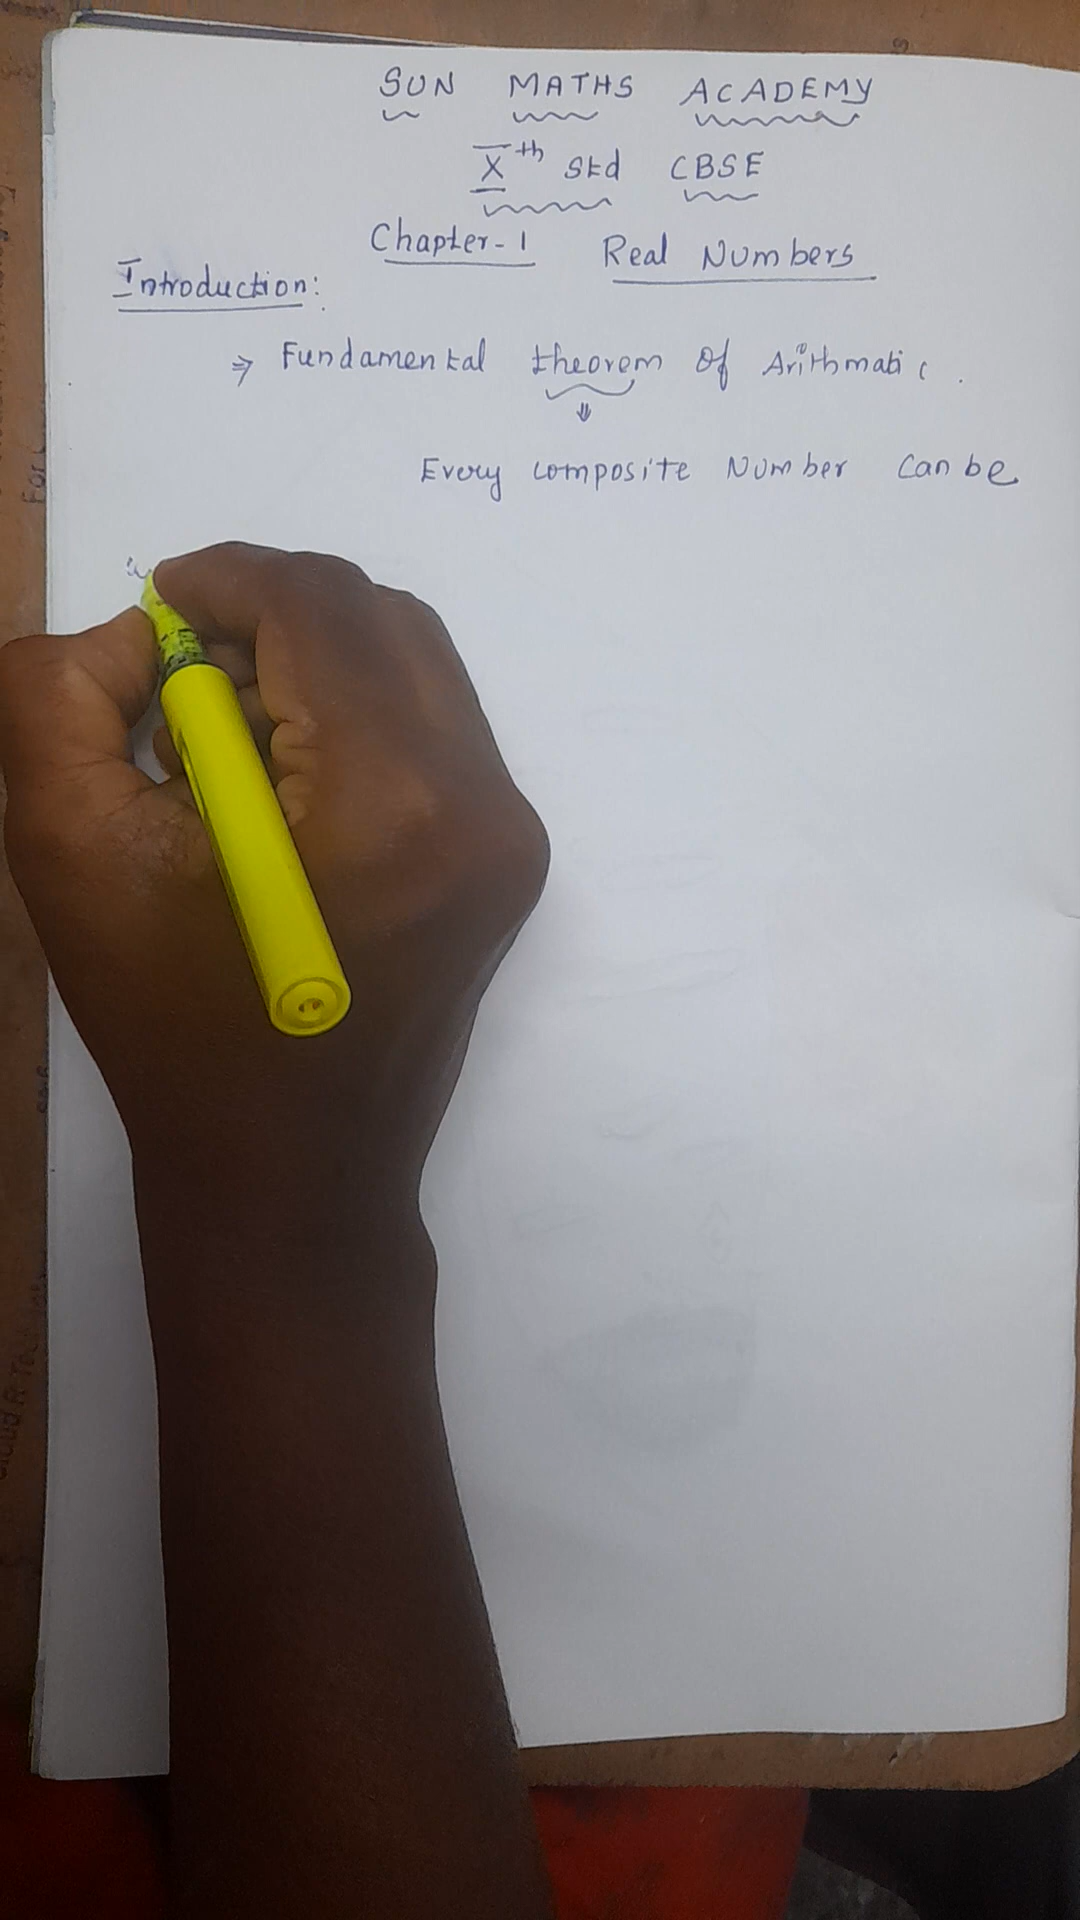 SUN MATHS ACADEMY
Xth Std CBSE
Chapter-1 Real Numbers
Introduction:
⇒ Fundamental theorem Of Arithmatic.
⇓
Every composite Number Can be